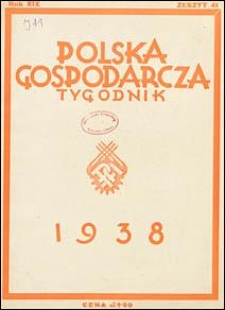 Rok XIX ZESZYT 41
POLSKA
GOSPODARCZA
TYGODNIK
1938